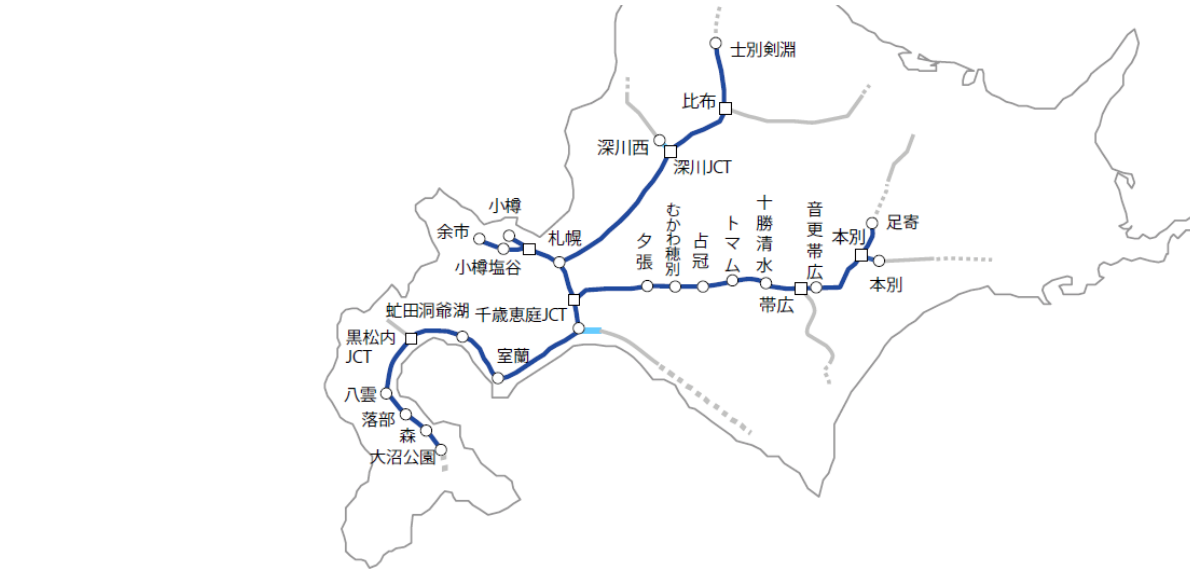 士別剣淵
比布
深川西
深川JCT
小樽
余市
札幌
小樽塩谷
夕張
むかわ穂別
占冠
トマム
十勝清水
音更帯広
本別
足寄
本別
帯広
虻田洞爺湖
千歳恵庭JCT
黒松内
JCT
室蘭
八雲
落部
森
大沼公園